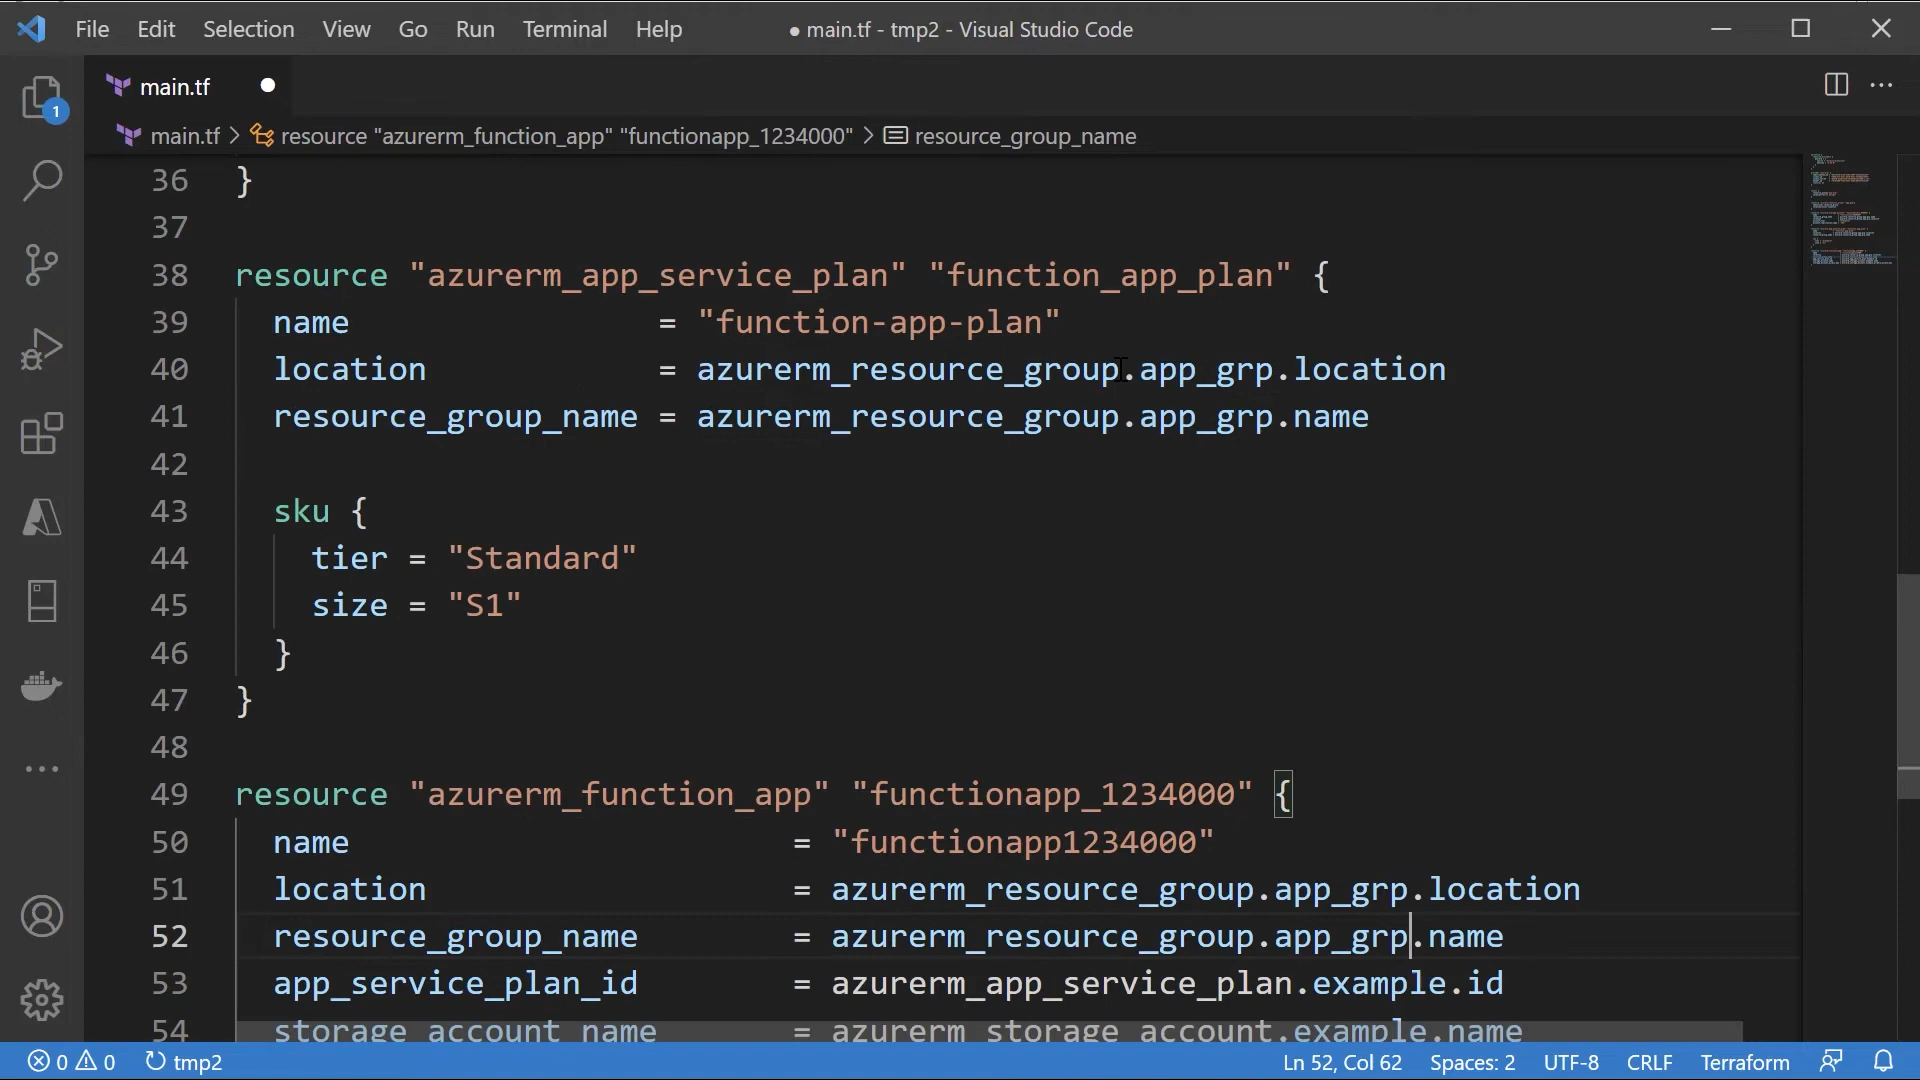 File Edit Selection View Go Run Terminal Help ● main.tf - tmp2 - Visual Studio Code
main.tf
1
main.tf > resource "azurerm_function_app" "functionapp_1234000" > resource_group_name
36 }
37
38 resource "azurerm_app_service_plan" "function_app_plan" {
39 name = "function-app-plan"
40 location = azurerm_resource_group.app_grp.location
41 resource_group_name = azurerm_resource_group.app_grp.name
42
43 sku {
44 tier = "Standard"
45 size = "S1"
46 }
47 }
48
49 resource "azurerm_function_app" "functionapp_1234000" {
50 name = "functionapp1234000"
51 location = azurerm_resource_group.app_grp.location
52 resource_group_name = azurerm_resource_group.app_grp.name
53 app_service_plan_id = azurerm_app_service_plan.example.id
54 storage_account_name = azurerm_storage_account.example.name
0 0 tmp2 Ln 52, Col 62 Spaces: 2 UTF-8 CRLF Terraform